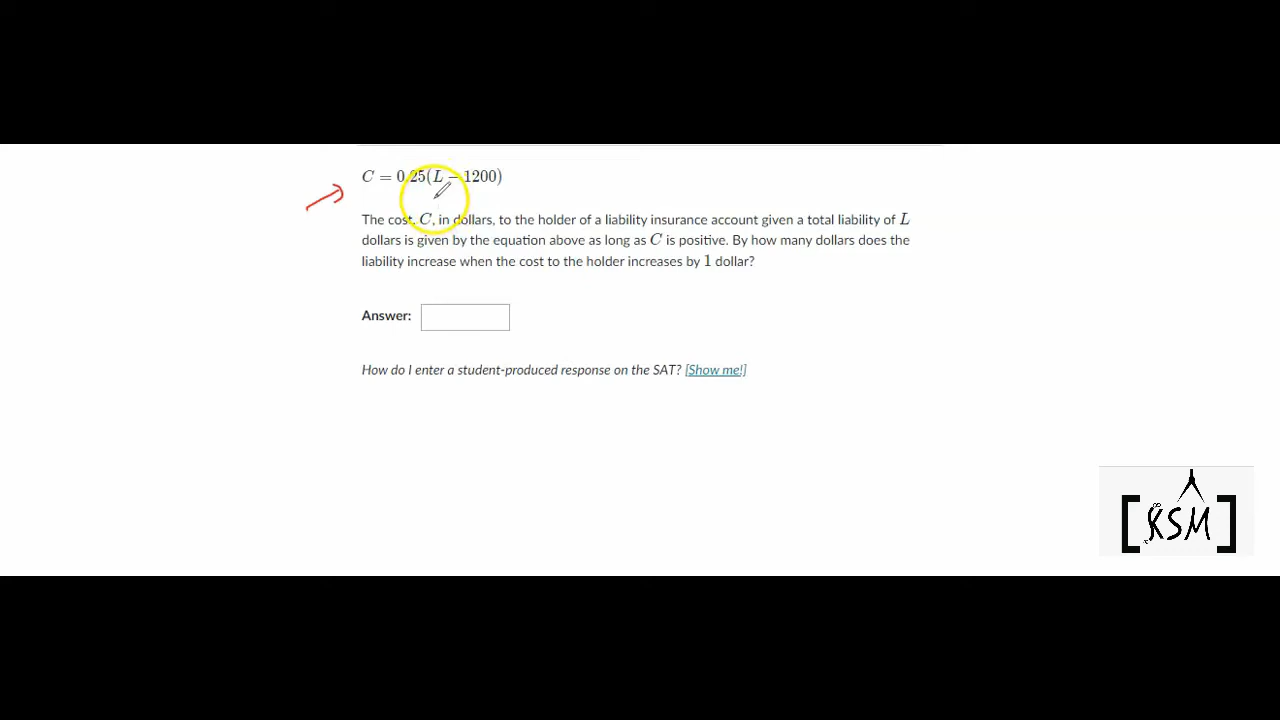 C = 0.25(L − 1200)
The cost, C, in dollars, to the holder of a liability insurance account given a total liability of L
dollars is given by the equation above as long as C is positive. By how many dollars does the
liability increase when the cost to the holder increases by 1 dollar?
Answer:
How do I enter a student-produced response on the SAT? [Show me!]
[KSM]